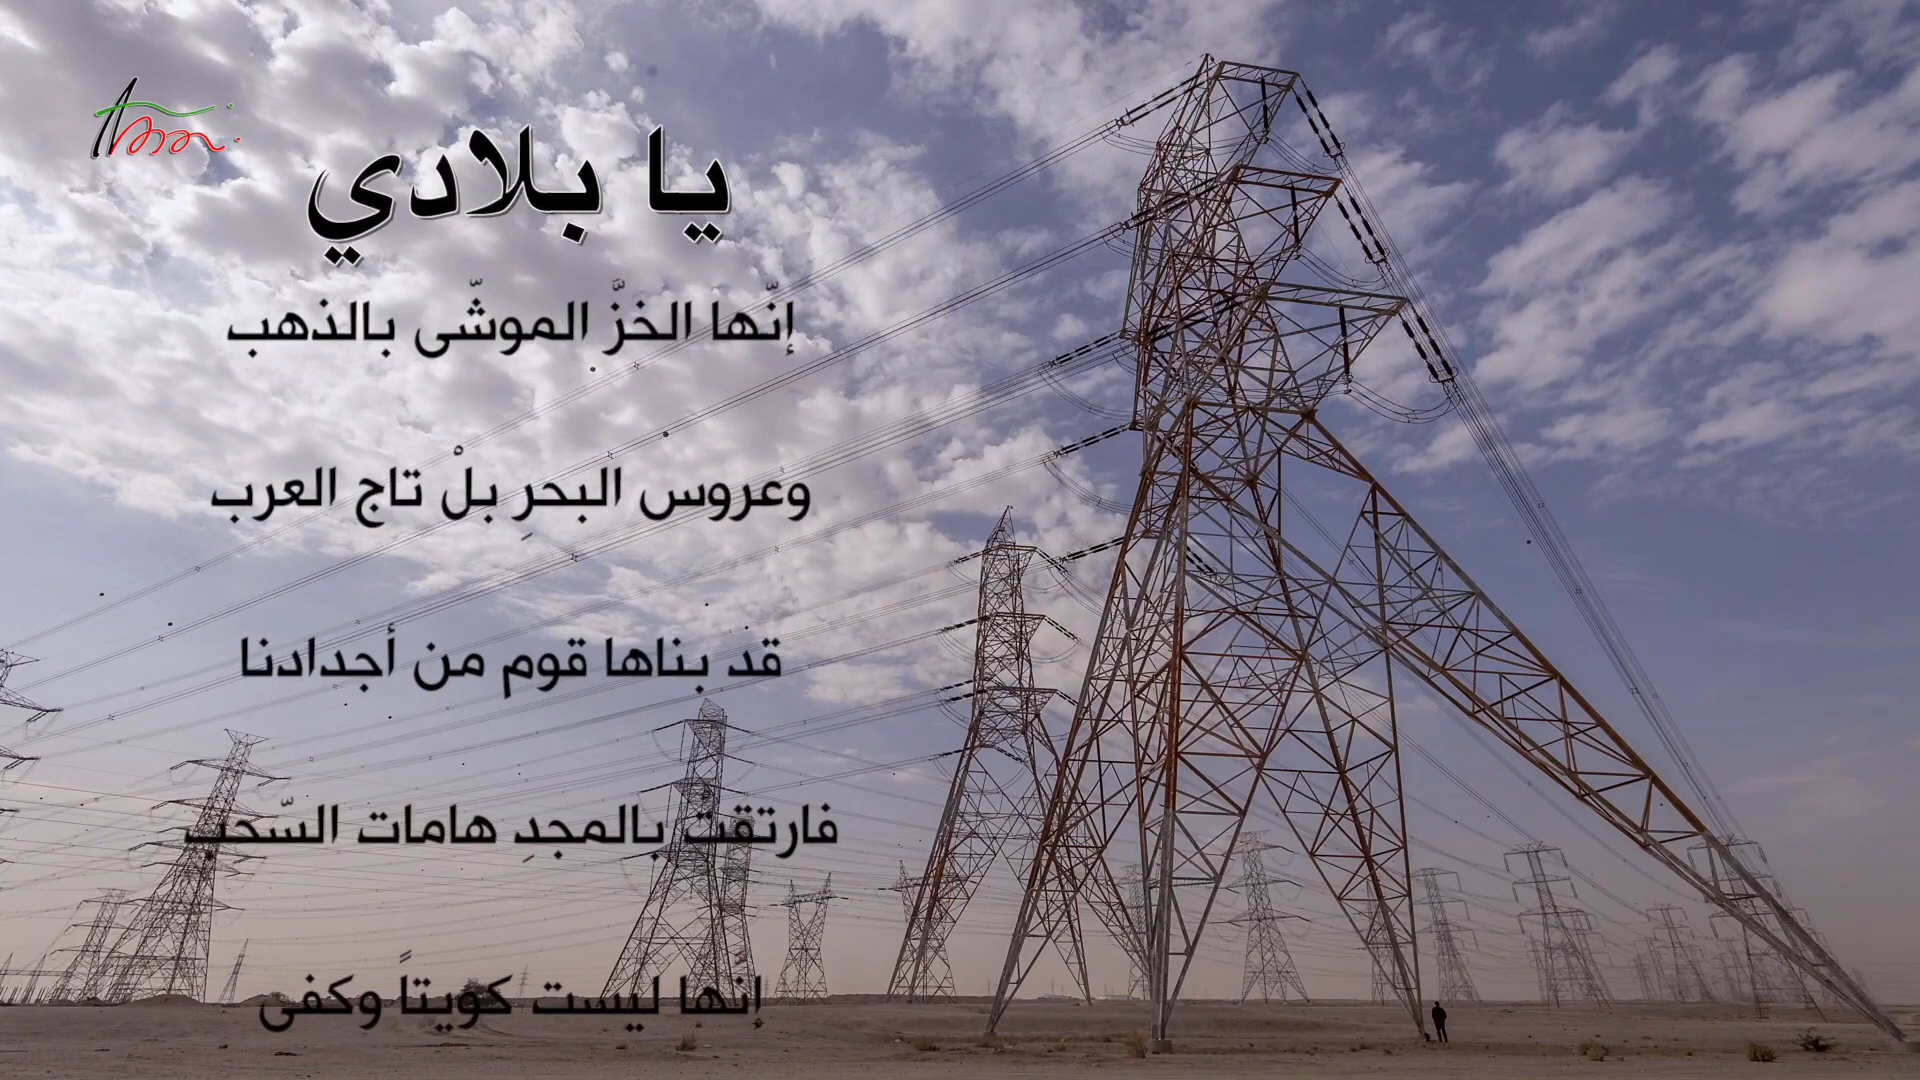 يا بلادي
إنّها الخزَّ الموشّى بالذهب
وعروس البحرِ بلْ تاج العرب
قد بناها قوم من أجدادنا
فارتقت بالمجدِ هامات السّحب
انها ليست كويتاً وكفى